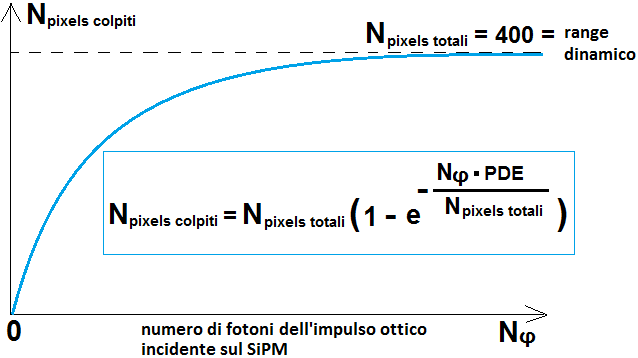 N pixels colpiti
N pixels totali = 400 = range dinamico
N pixels colpiti = N pixels totali ( 1 - e - Nφ ▪ PDE / N pixels totali )
0
numero di fotoni dell'impulso ottico
incidente sul SiPM
Nφ